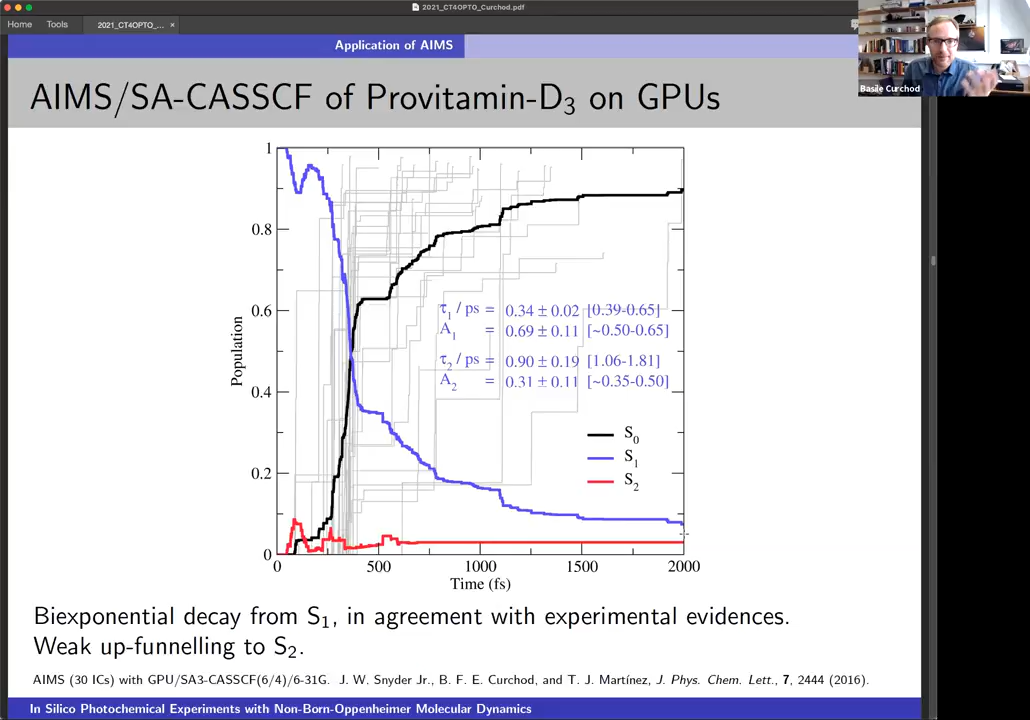 2021_CT4OPTO_Curchod.pdf
Home Tools 2021_CT4OPTO_... ×
Application of AIMS
Basile Curchod
AIMS/SA-CASSCF of Provitamin-D₃ on GPUs
1
0.8
0.6
0.4
0.2
0
Population
τ₁ / ps = 0.34 ± 0.02 [0.39-0.65]
A₁ = 0.69 ± 0.11 [~0.50-0.65]
τ₂ / ps = 0.90 ± 0.19 [1.06-1.81]
A₂ = 0.31 ± 0.11 [~0.35-0.50]
S₀
S₁
S₂
0 500 1000 1500 2000
Time (fs)
Biexponential decay from S₁, in agreement with experimental evidences.
Weak up-funnelling to S₂.
AIMS (30 ICs) with GPU/SA3-CASSCF(6/4)/6-31G. J. W. Snyder Jr., B. F. E. Curchod, and T. J. Martínez, J. Phys. Chem. Lett., 7, 2444 (2016).
In Silico Photochemical Experiments with Non-Born-Oppenheimer Molecular Dynamics